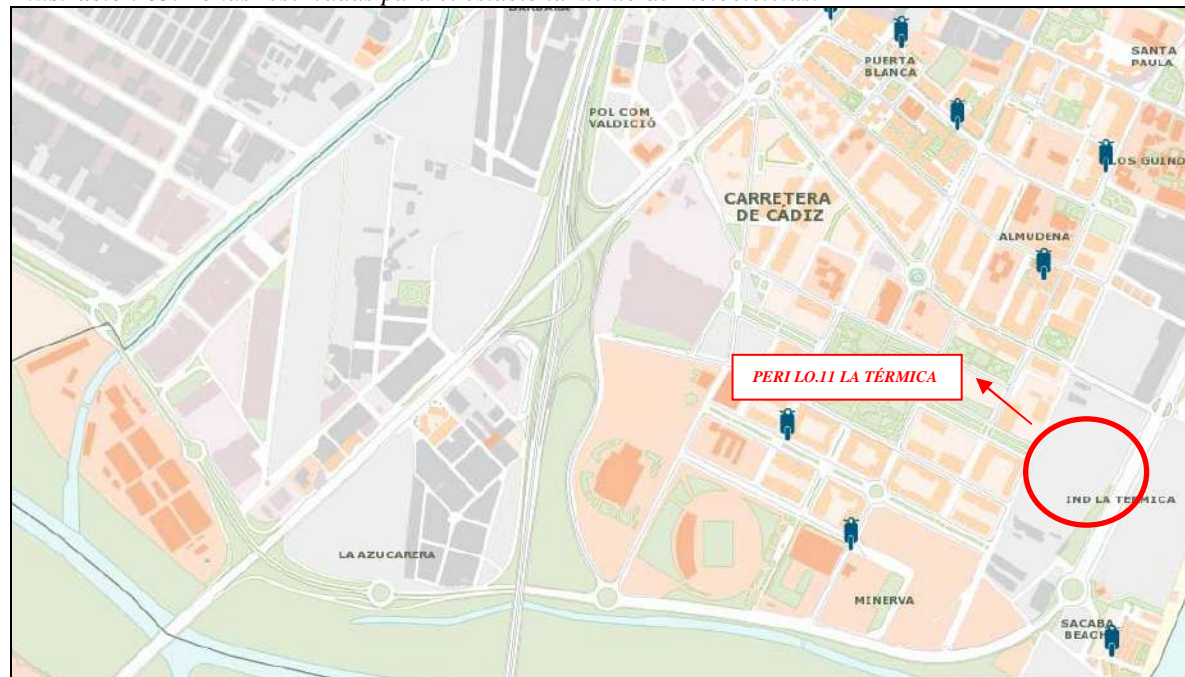 BARBARA
PUERTA
BLANCA
SANTA
PAULA
POL COM
VALDICIÓ
LOS GUIND
CARRETERA
DE CÁDIZ
ALMUDENA
PERI LO.11 LA TÉRMICA
IND LA TERMICA
LA AZUCARERA
MINERVA
SACABA
BEACH